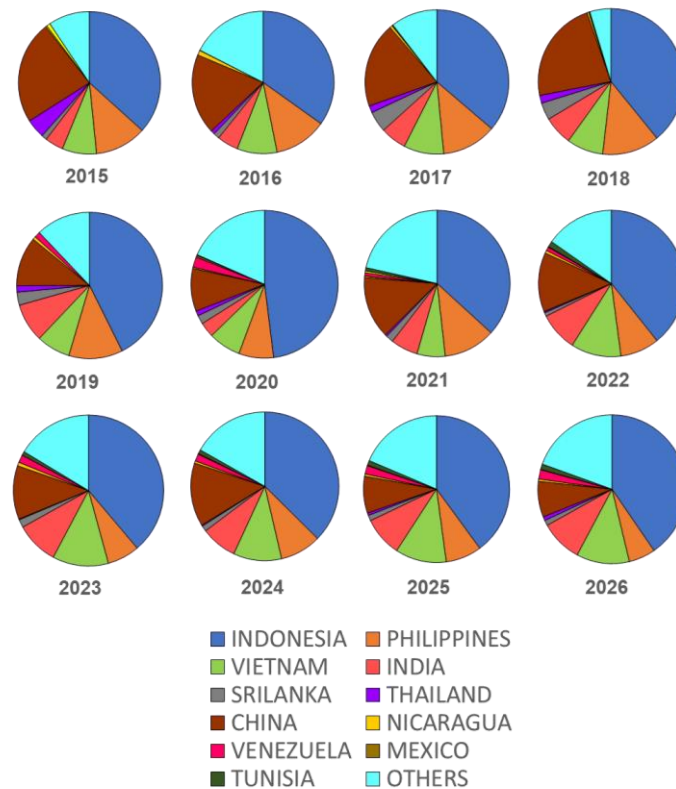 2015 2016 2017 2018
2019 2020 2021 2022
2023 2024 2025 2026
INDONESIA PHILIPPINES
VIETNAM INDIA
SRILANKA THAILAND
CHINA NICARAGUA
VENEZUELA MEXICO
TUNISIA OTHERS